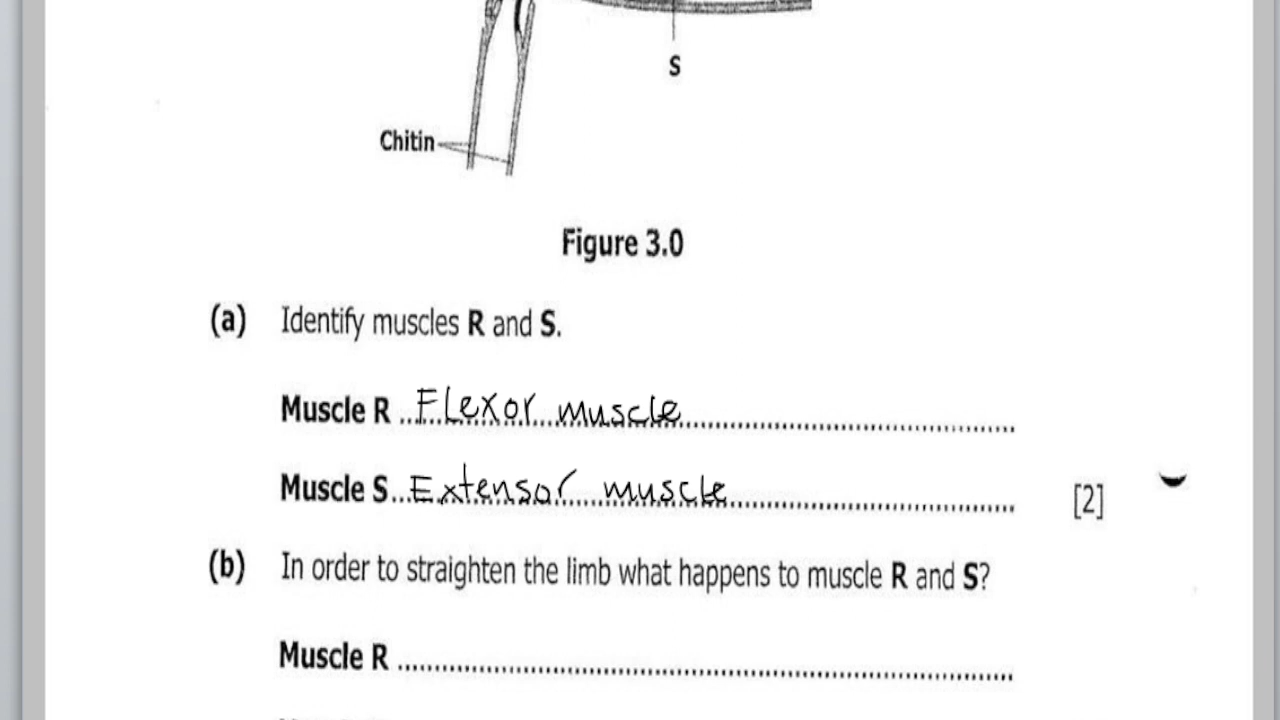 S
Chitin
Figure 3.0
(a) Identify muscles R and S.
Muscle R Flexor muscle
Muscle S Extensor muscle [2]
(b) In order to straighten the limb what happens to muscle R and S?
Muscle R